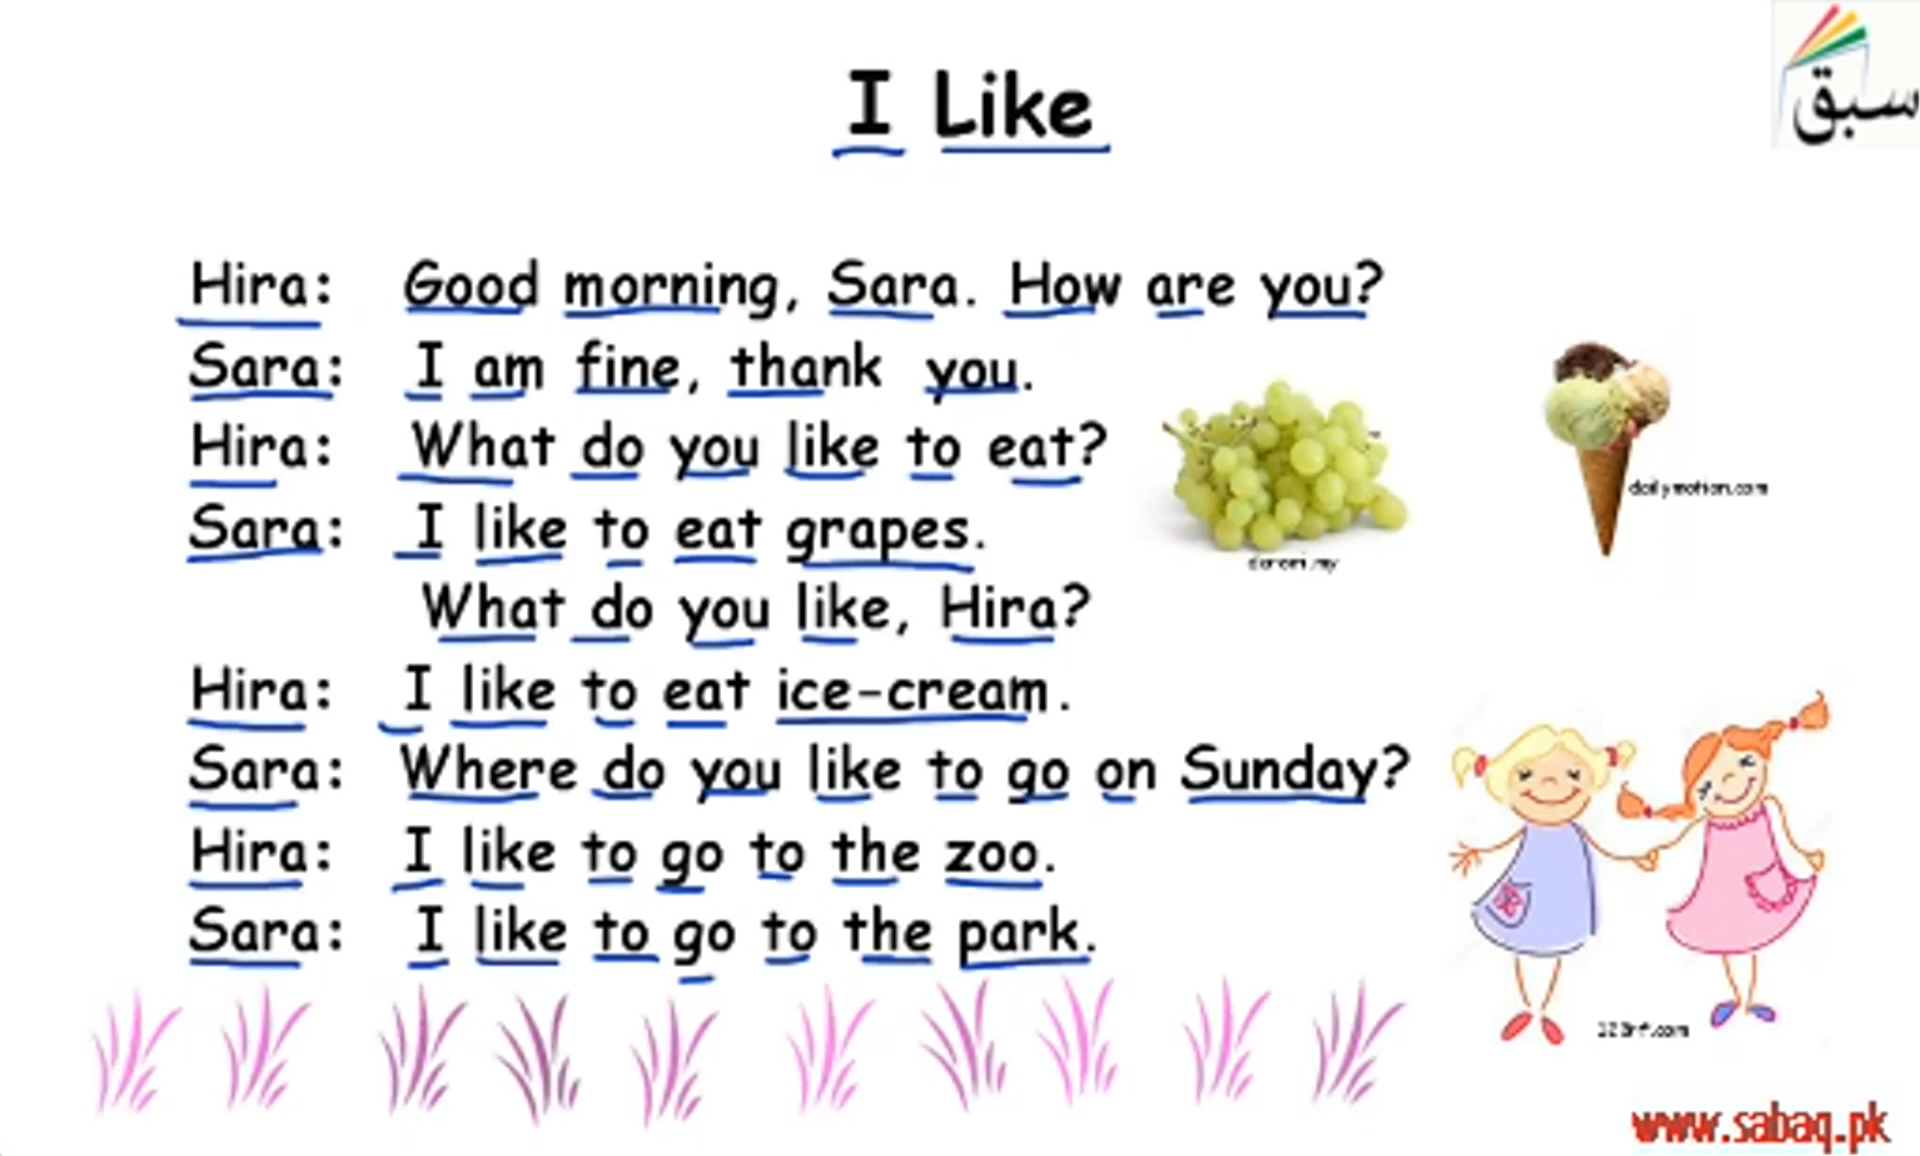 I Like
سبق
Hira: Good morning, Sara. How are you?
Sara: I am fine, thank you.
Hira: What do you like to eat?
Sara: I like to eat grapes.
What do you like, Hira?
Hira: I like to eat ice-cream.
Sara: Where do you like to go on Sunday?
Hira: I like to go to the zoo.
Sara: I like to go to the park.
dailymotion.com
123rf.com
www.sabaq.pk